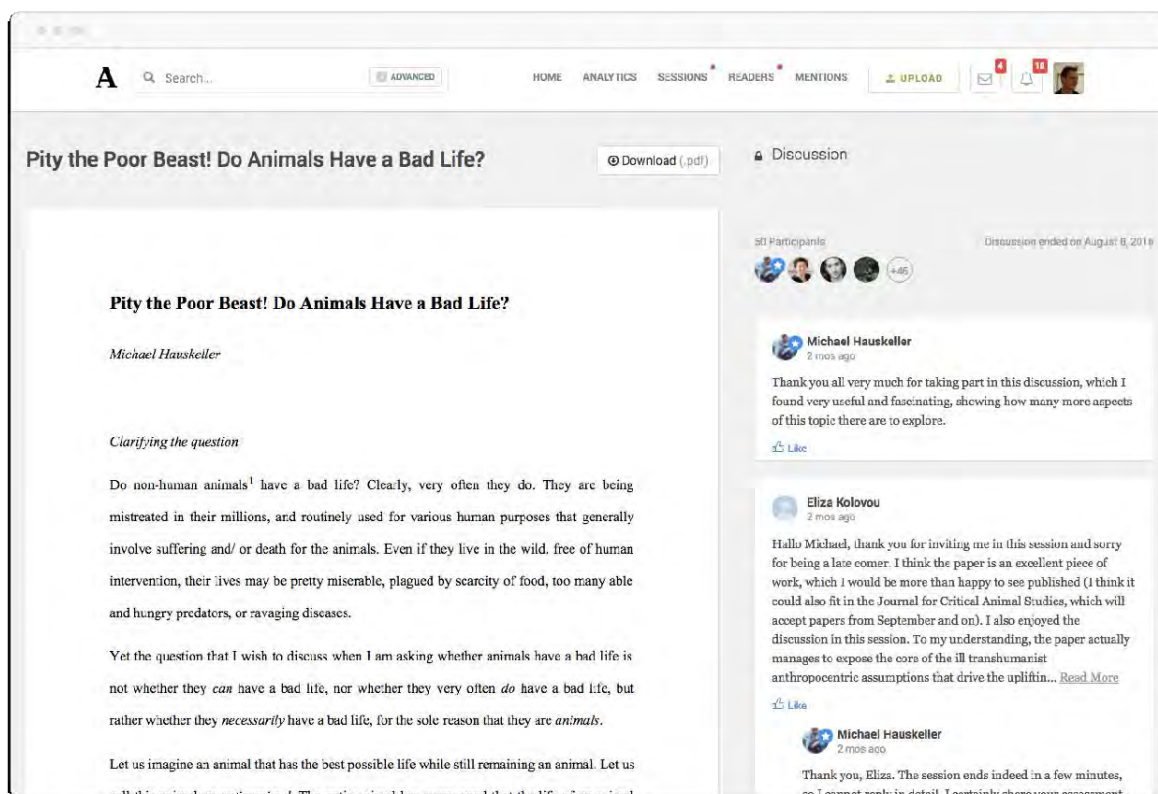 A
Search...
ADVANCED
HOME
ANALYTICS
SESSIONS
READERS
MENTIONS
UPLOAD
4
18
Pity the Poor Beast! Do Animals Have a Bad Life?
Download (.pdf)
Discussion
50 Participants
Discussion ended on August 8, 2016
+46
Pity the Poor Beast! Do Animals Have a Bad Life?
Michael Hauskeller
Clarifying the question
Do non-human animals1 have a bad life? Clearly, very often they do. They are being
mistreated in their millions, and routinely used for various human purposes that generally
involve suffering and/ or death for the animals. Even if they live in the wild, free of human
intervention, their lives may be pretty miserable, plagued by scarcity of food, too many able
and hungry predators, or ravaging diseases.
Yet the question that I wish to discuss when I am asking whether animals have a bad life is
not whether they can have a bad life, nor whether they very often do have a bad life, but
rather whether they necessarily have a bad life, for the sole reason that they are animals.
Let us imagine an animal that has the best possible life while still remaining an animal. Let us
Michael Hauskeller
2 mos ago
Thank you all very much for taking part in this discussion, which I
found very useful and fascinating, showing how many more aspects
of this topic there are to explore.
Like
Eliza Kolovou
2 mos ago
Hallo Michael, thank you for inviting me in this session and sorry
for being a late comer. I think the paper is an excellent piece of
work, which I would be more than happy to see published (I think it
could also fit in the Journal for Critical Animal Studies, which will
accept papers from September and on). I also enjoyed the
discussion in this session. To my understanding, the paper actually
manages to expose the core of the ill transhumanist
anthropocentric assumptions that drive the upliftin... Read More
Like
Michael Hauskeller
2 mos ago
Thank you, Eliza. The session ends indeed in a few minutes,
so I cannot reply in detail. I certainly share your assessment